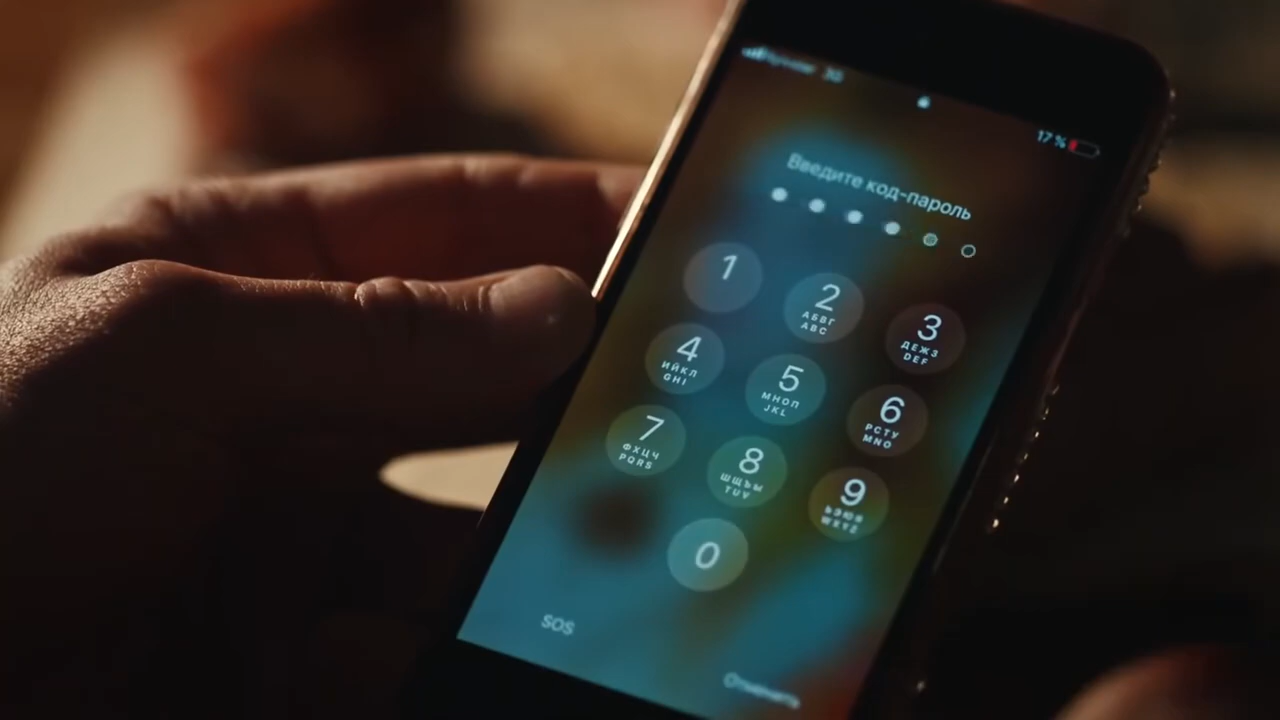 17 %
Введите код-пароль
1
2
АБВГ
ABC
3
ДЕЖЗ
DEF
4
ИЙКЛ
GHI
5
МНОП
JKL
6
РСТУ
MNO
7
ФХЦЧ
PQRS
8
ШЩЪЫ
TUV
9
ЬЭЮЯ
WXYZ
0
SOS
Отменить